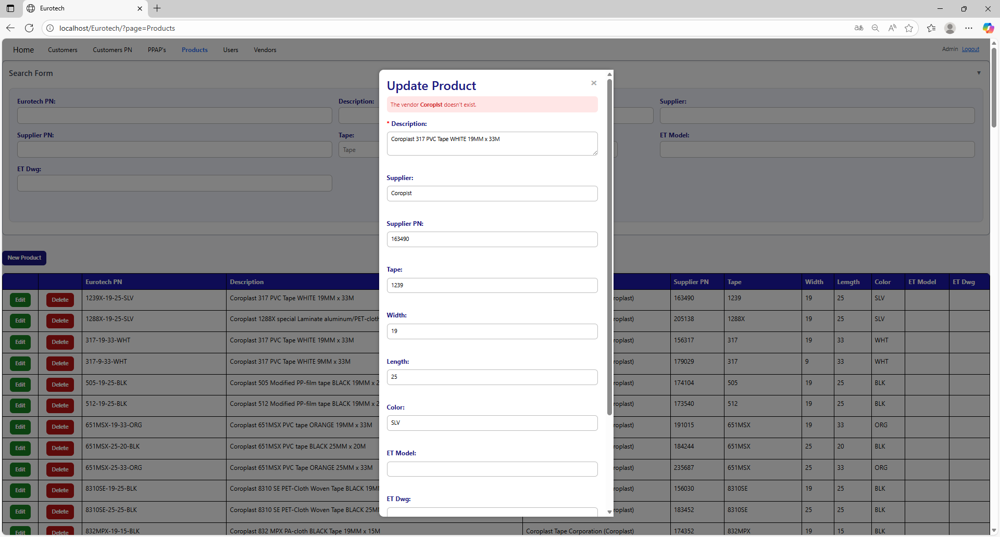 Eurotech
localhost/Eurotech/?page=Products
Home Customers Customers PN PPAP's Products Users Vendors Admin Logout
Search Form
Eurotech PN: Description: Supplier:
Supplier PN: Tape: ET Model:
Tape
ET Dwg:
Update Product
The vendor Coroplst doesn't exist.
* Description:
Coroplast 317 PVC Tape WHITE 19MM x 33M
Supplier:
Coroplst
Supplier PN:
163490
Tape:
1239
Width:
19
Length:
25
Color:
SLV
ET Model:
ET Dwg:
New Product
Eurotech PN Description Supplier PN Tape Width Lemgth Color ET Model ET Dwg
Edit Delete 1239X-19-25-SLV Coroplast 317 PVC Tape WHITE 19MM x 33M roplast) 163490 1239 19 25 SLV
Edit Delete 1288X-19-25-SLV Coroplast 1288X special Laminate aluminum/PET-cloth roplast) 205138 1288X 19 25 SLV
Edit Delete 317-19-33-WHT Coroplast 317 PVC Tape WHITE 19MM x 33M roplast) 156317 317 19 33 WHT
Edit Delete 317-9-33-WHT Coroplast 317 PVC Tape WHITE 9MM x 33M roplast) 179029 317 9 33 WHT
Edit Delete 505-19-25-BLK Coroplast 505 Modified PP-film tape BLACK 19MM x 2 roplast) 174104 505 19 25 BLK
Edit Delete 512-19-25-BLK Coroplast 512 Modified PP-film tape BLACK 19MM x 2 roplast) 173540 512 19 25 BLK
Edit Delete 651MSX-19-33-ORG Coroplast 651MSX PVC tape ORANGE 19MM x 33M roplast) 191015 651MSX 19 33 ORG
Edit Delete 651MSX-25-20-BLK Coroplast 651MSX PVC tape BLACK 25MM x 20M roplast) 184244 651MSX 25 20 BLK
Edit Delete 651MSX-25-33-ORG Coroplast 651MSX PVC Tape ORANGE 25MM x 33M roplast) 235687 651MSX 25 33 ORG
Edit Delete 8310SE-19-25-BLK Coroplast 8310 SE PET-Cloth Woven Tape BLACK 19M roplast) 156030 8310SE 19 25 BLK
Edit Delete 8310SE-25-25-BLK Coroplast 8310 SE PET-Cloth Woven Tape BLACK 25M roplast) 183452 8310SE 25 25 BLK
Edit Delete 832MPX-19-15-BLK Coroplast 832 MPX PA-cloth BLACK Tape 19MM x 15M Coroplast Tape Corporation (Coroplast) 174352 832MPX 19 15 BLK